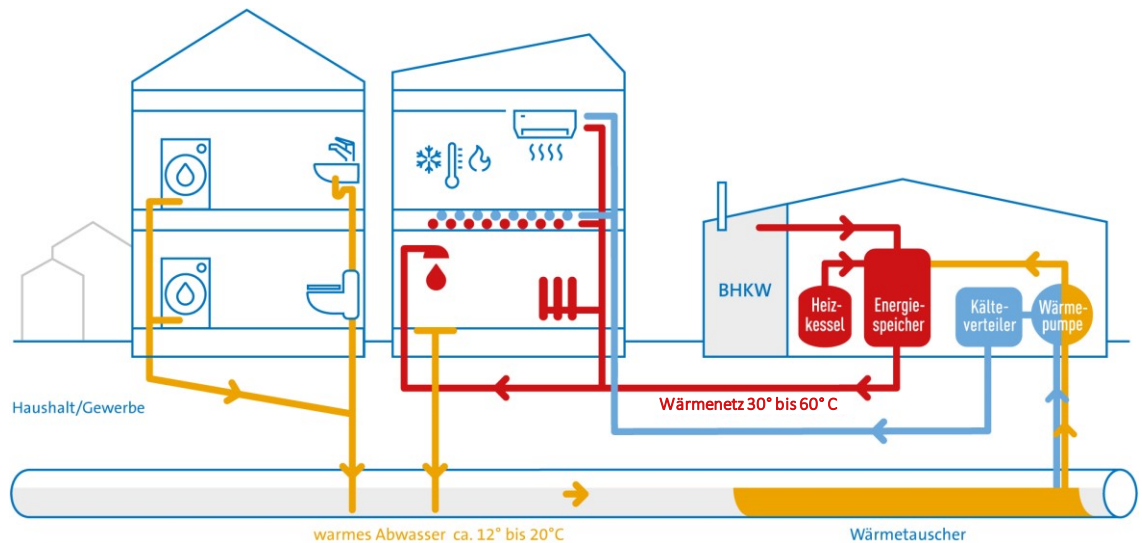 BHKW
Heiz-
kessel
Energie-
speicher
Kälte-
verteiler
Wärme-
pumpe
Haushalt/Gewerbe
Wärmenetz 30° bis 60° C
warmes Abwasser ca. 12° bis 20°C
Wärmetauscher